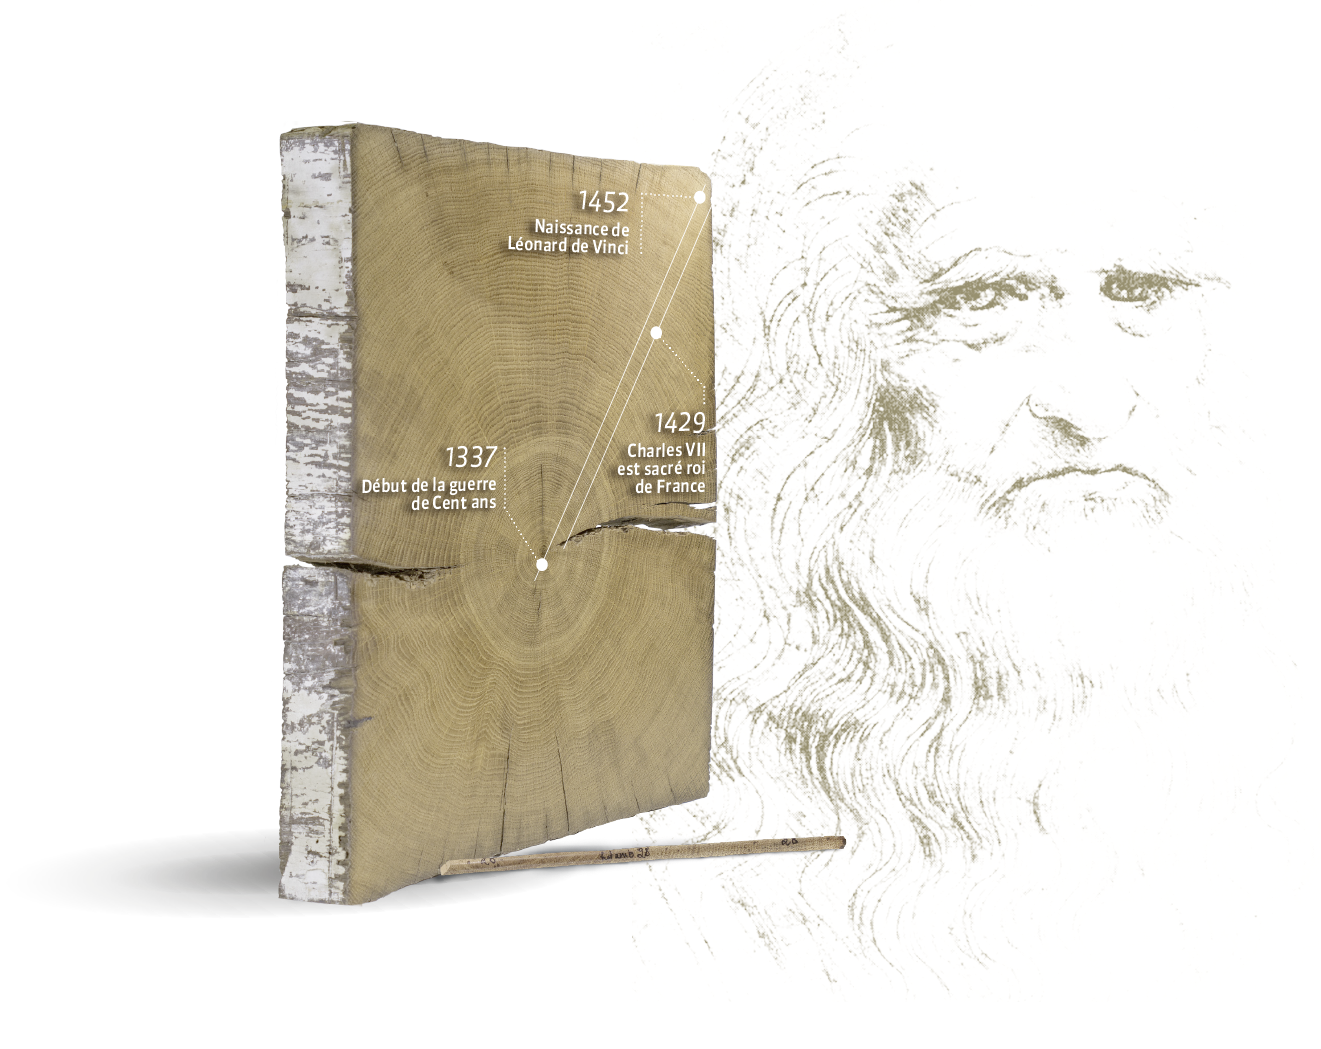 1452
Naissance de
Léonard de Vinci
1429
Charles VII
est sacré roi
de France
1337
Début de la guerre
de Cent ans